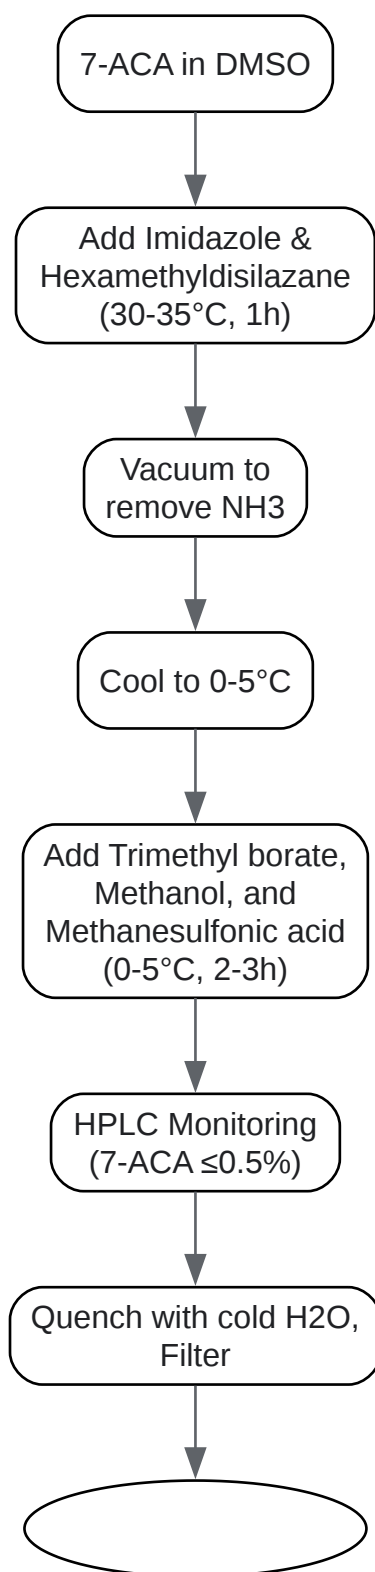 7-ACA in DMSO
Add Imidazole &
Hexamethyldisilazane
(30-35°C, 1h)
Vacuum to
remove NH3
Cool to 0-5°C
Add Trimethyl borate,
Methanol, and
Methanesulfonic acid
(0-5°C, 2-3h)
HPLC Monitoring
(7-ACA ≤0.5%)
Quench with cold H2O,
Filter